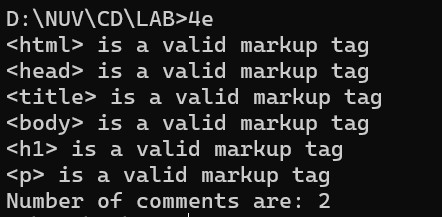 D:\NUV\CD\LAB>4e
<html> is a valid markup tag
<head> is a valid markup tag
<title> is a valid markup tag
<body> is a valid markup tag
<h1> is a valid markup tag
<p> is a valid markup tag
Number of comments are: 2